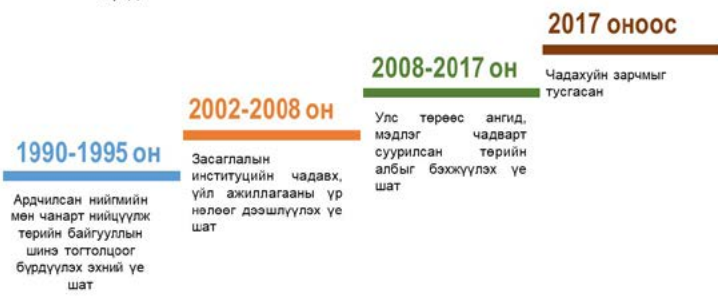 1990-1995 он
Ардчилсан нийгмийн
мөн чанарт нийцүүлж
төрийн байгууллын
шинэ тогтолцоог
бүрдүүлэх эхний үе
шат
2002-2008 он
Засаглалын
институцийн чадавх,
үйл ажиллагааны үр
нөлөөг дээшлүүлэх үе
шат
2008-2017 он
Улс төрөөс ангид,
мэдлэг чадварт
суурилсан төрийн
албыг бэхжүүлэх үе
шат
2017 оноос
Чадахуйн зарчмыг
тусгасан